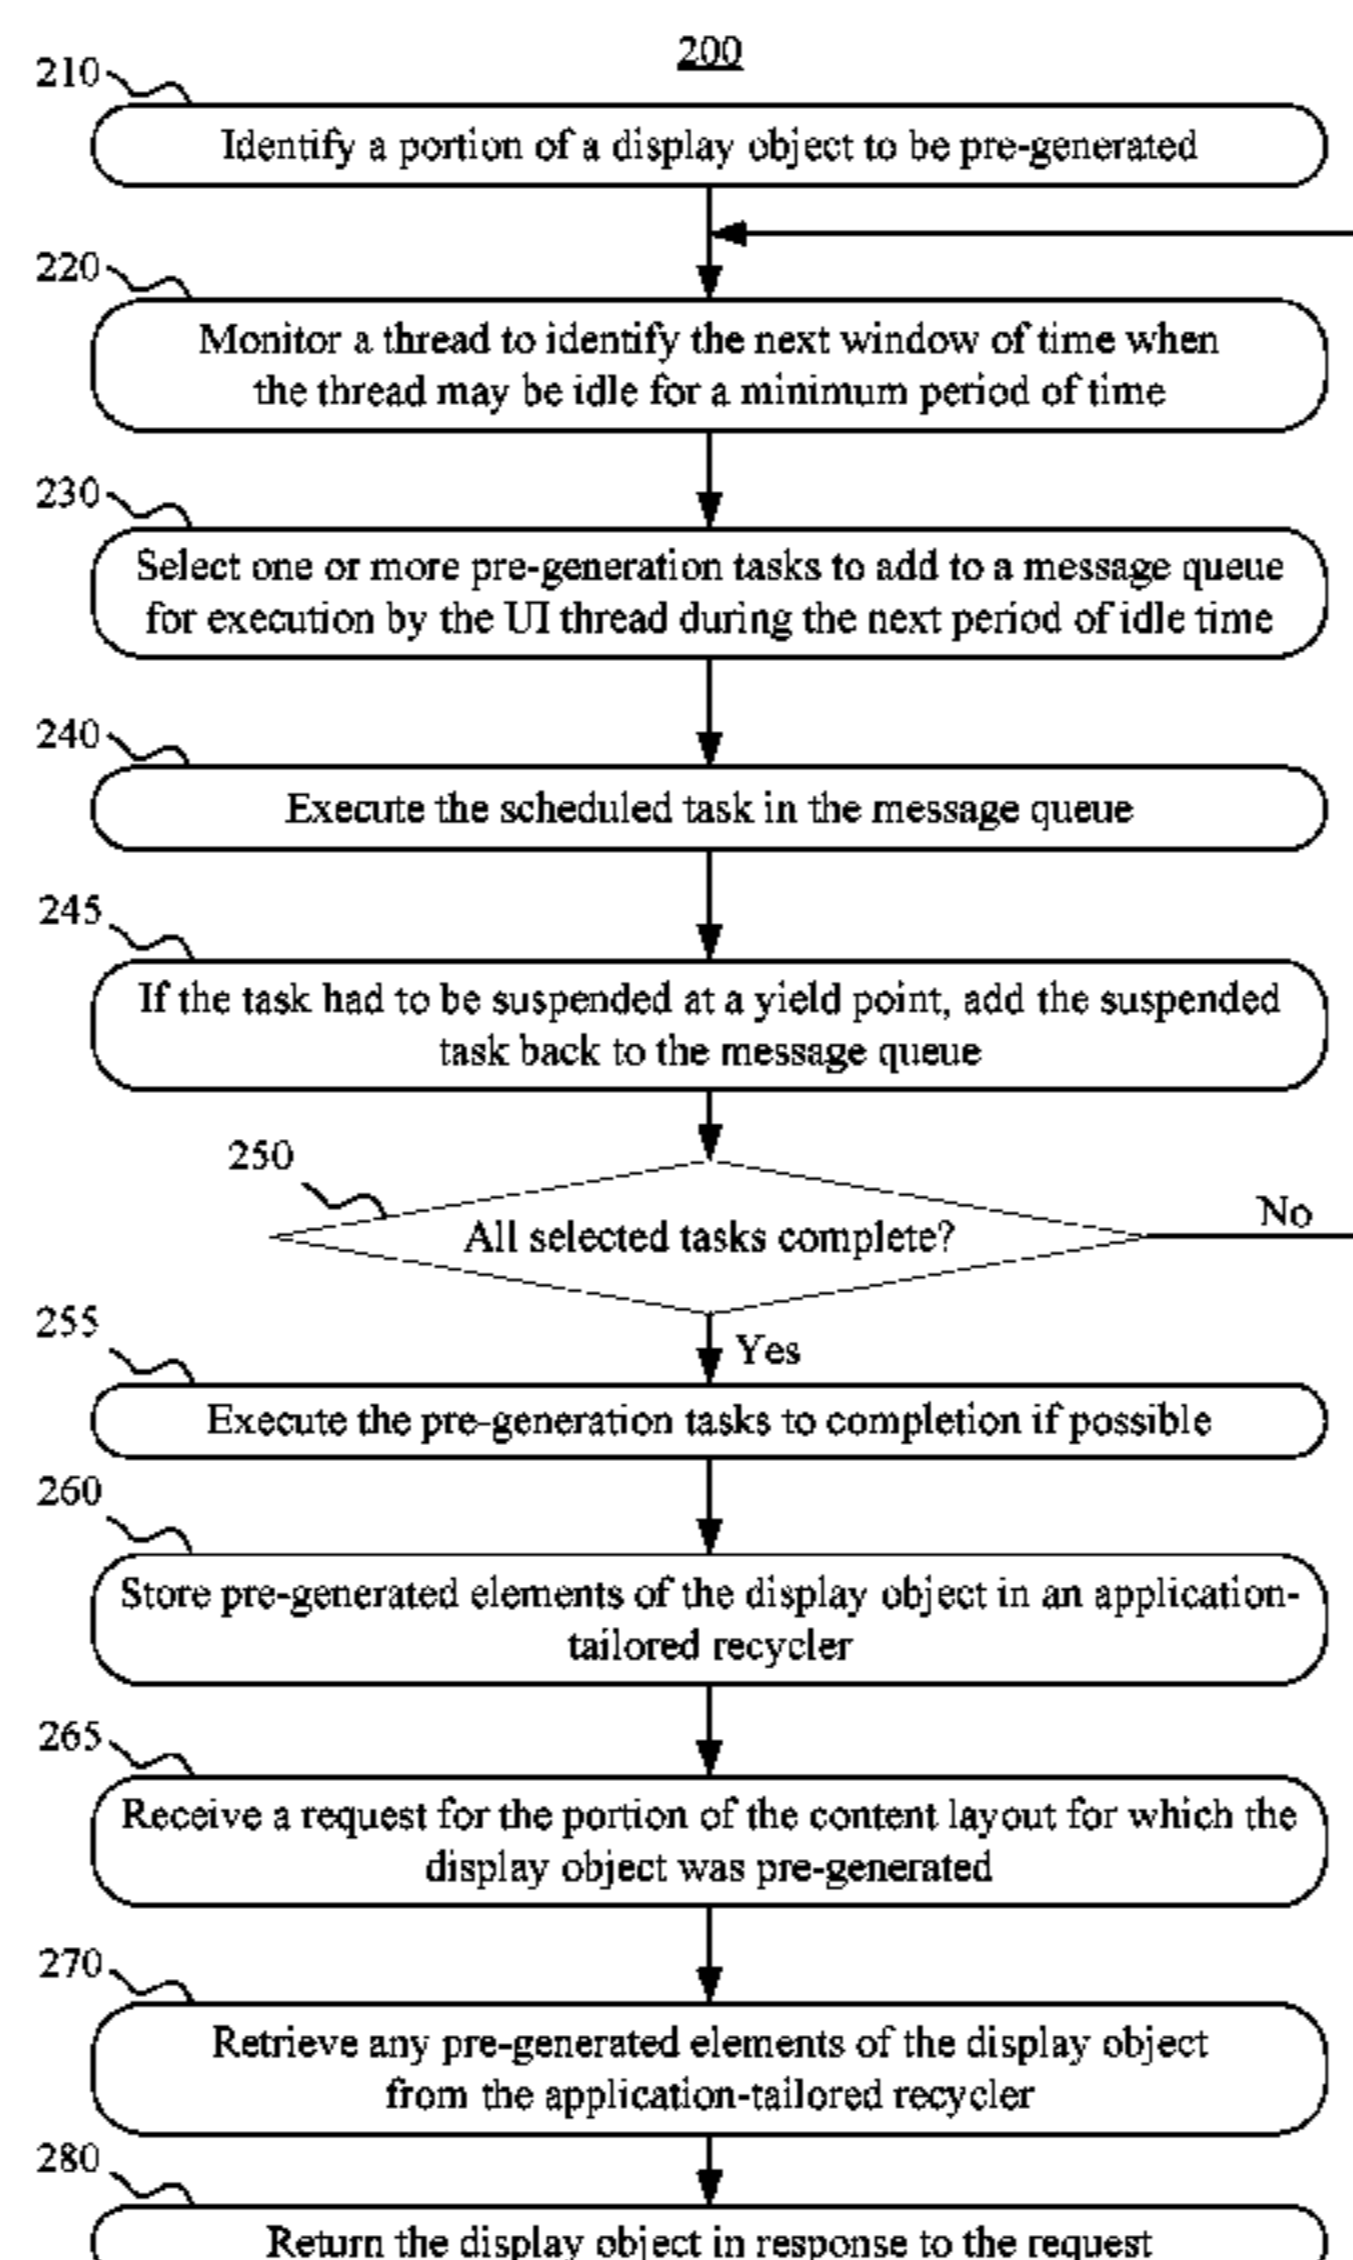 200
210
Identify a portion of a display object to be pre-generated
220
Monitor a thread to identify the next window of time when
the thread may be idle for a minimum period of time
230
Select one or more pre-generation tasks to add to a message queue
for execution by the UI thread during the next period of idle time
240
Execute the scheduled task in the message queue
245
If the task had to be suspended at a yield point, add the suspended
task back to the message queue
250
All selected tasks complete?
No
Yes
255
Execute the pre-generation tasks to completion if possible
260
Store pre-generated elements of the display object in an application-
tailored recycler
265
Receive a request for the portion of the content layout for which the
display object was pre-generated
270
Retrieve any pre-generated elements of the display object
from the application-tailored recycler
280
Return the display object in response to the request